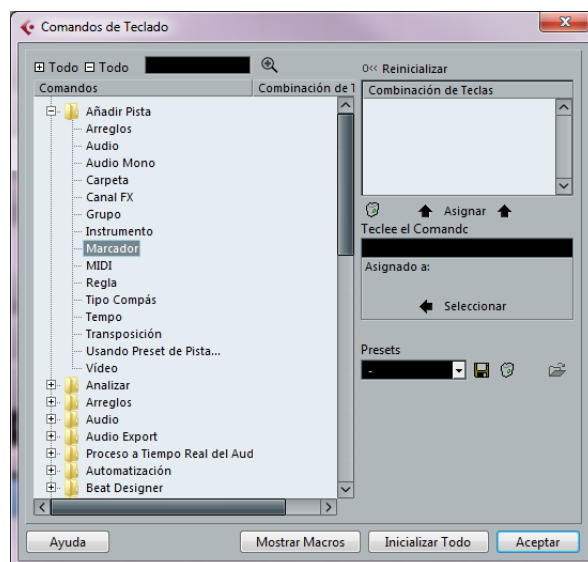 Comandos de Teclado
Todo Todo
Comandos
Combinación de T
Añadir Pista
Arreglos
Audio
Audio Mono
Carpeta
Canal FX
Grupo
Instrumento
Marcador
MIDI
Regla
Tipo Compás
Tempo
Transposición
Usando Preset de Pista...
Vídeo
Analizar
Arreglos
Audio
Audio Export
Proceso a Tiempo Real del Aud
Automatización
Beat Designer
0<< Reinicializar
Combinación de Teclas
Asignar
Teclee el Comandc
Asignado a:
Seleccionar
Presets
-
Ayuda
Mostrar Macros
Inicializar Todo
Aceptar